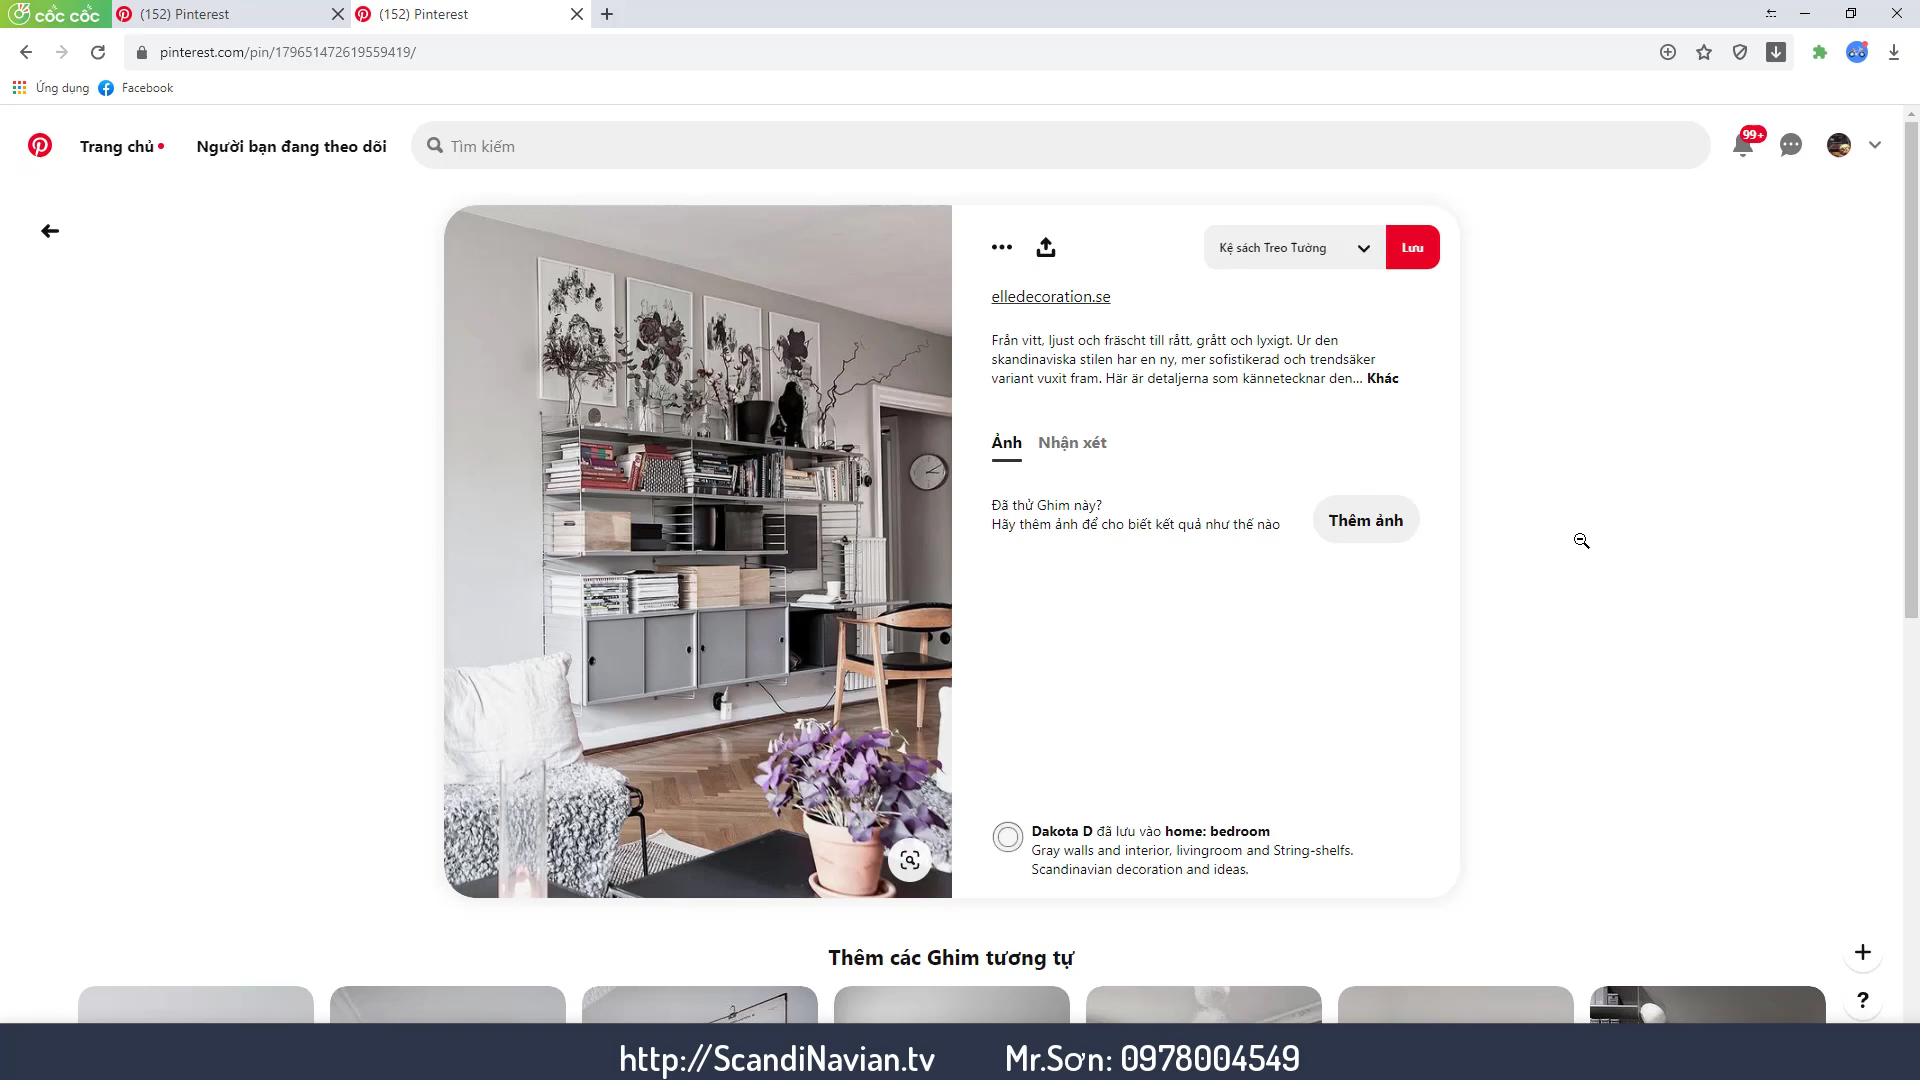 cốc cốc
(152) Pinterest
(152) Pinterest
pinterest.com/pin/179651472619559419/
Ứng dụng
Facebook
Trang chủ
Người bạn đang theo dõi
Tìm kiếm
99+
Kệ sách Treo Tường
Lưu
elledecoration.se
Från vitt, ljust och fräscht till rått, grått och lyxigt. Ur den
skandinaviska stilen har en ny, mer sofistikerad och trendsäker
variant vuxit fram. Här är detaljerna som kännetecknar den... Khác
Ảnh
Nhận xét
Đã thử Ghim này?
Hãy thêm ảnh để cho biết kết quả như thế nào
Thêm ảnh
Dakota D đã lưu vào home: bedroom
Gray walls and interior, livingroom and String-shelfs.
Scandinavian decoration and ideas.
Thêm các Ghim tương tự
?
http://ScandiNavian.tv
Mr.Sơn: 0978004549